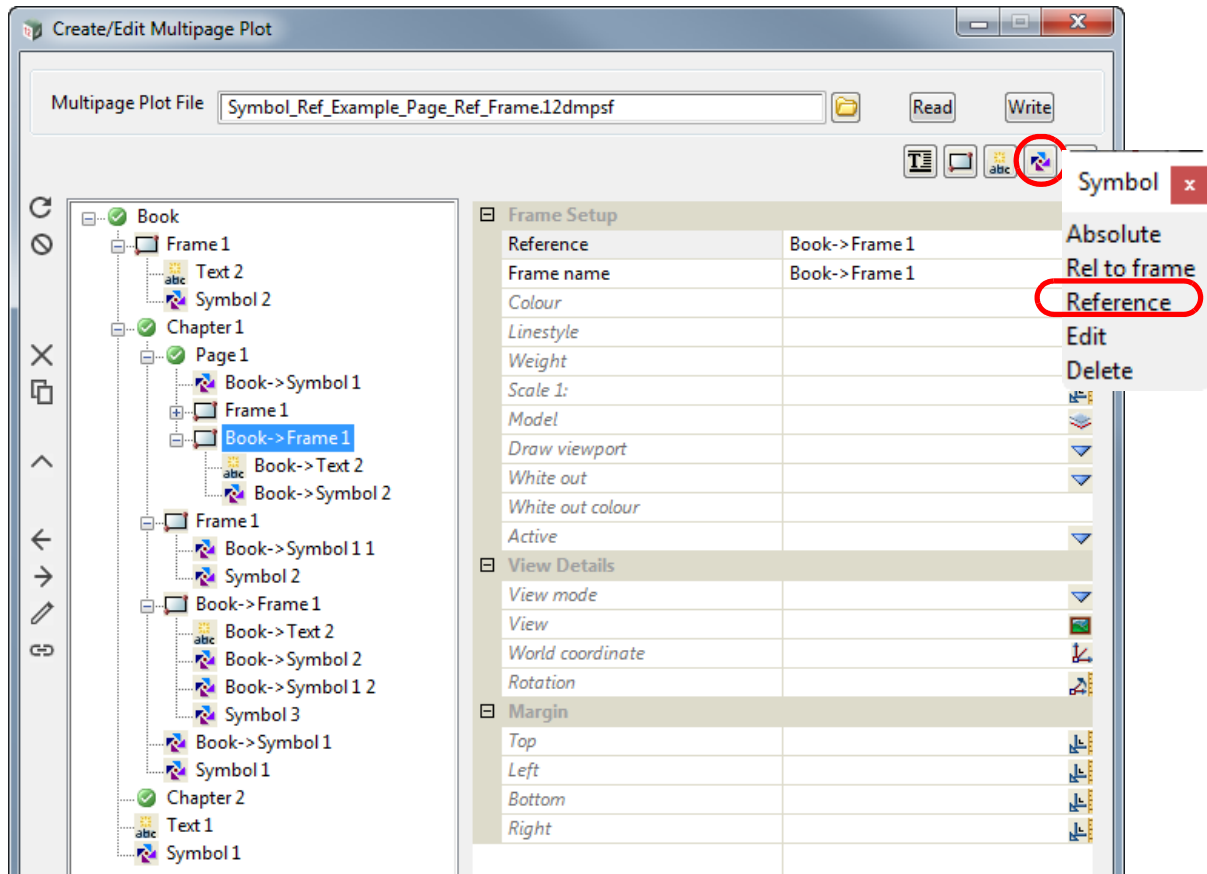 Create/Edit Multipage Plot
Multipage Plot File
Symbol_Ref_Example_Page_Ref_Frame.12dmpsf
Read
Write
T
abc
Symbol
x
Absolute
Rel to frame
Reference
Edit
Delete
Book
Frame 1
abc
Text 2
Symbol 2
Chapter 1
Page 1
Book->Symbol 1
Frame 1
Book->Frame 1
abc
Book->Text 2
Book->Symbol 2
Frame 1
Book->Symbol 1 1
Symbol 2
Book->Frame 1
abc
Book->Text 2
Book->Symbol 2
Book->Symbol 1 2
Symbol 3
Book->Symbol 1
Symbol 1
Chapter 2
abc
Text 1
Symbol 1
Frame Setup
Reference Book->Frame 1
Frame name Book->Frame 1
Colour
Linestyle
Weight
Scale 1:
Model
Draw viewport
White out
White out colour
Active
View Details
View mode
View
World coordinate
Rotation
Margin
Top
Left
Bottom
Right